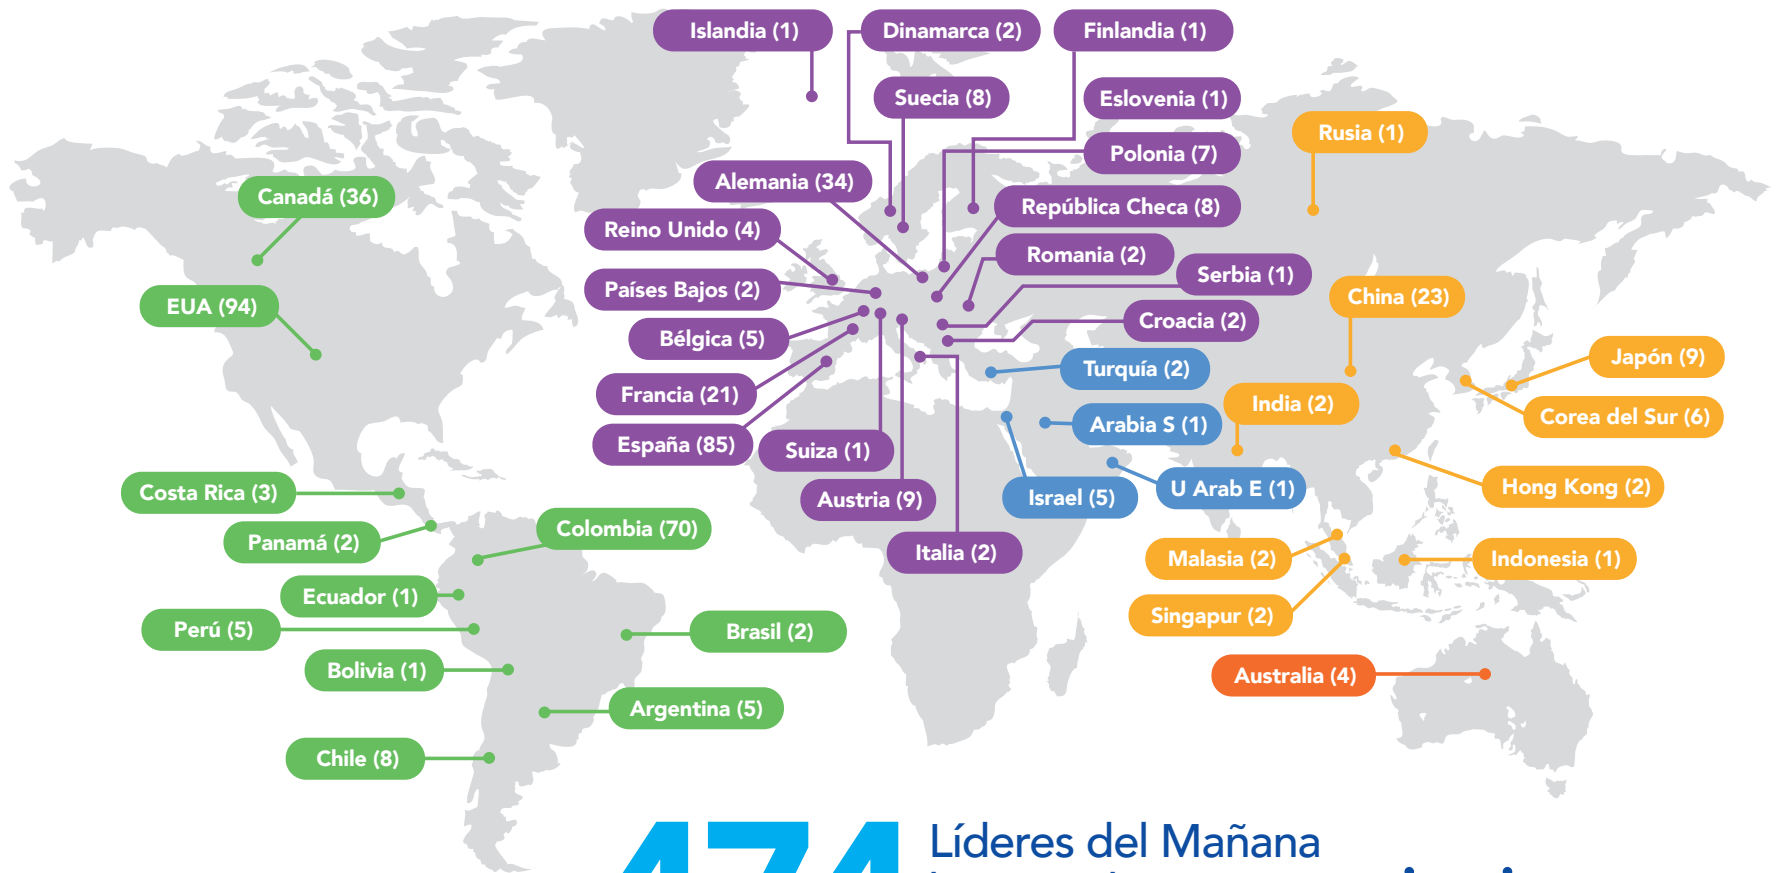 Islandia (1)
Dinamarca (2)
Finlandia (1)
Suecia (8)
Eslovenia (1)
Rusia (1)
Polonia (7)
Alemania (34)
Canadá (36)
República Checa (8)
Reino Unido (4)
Romania (2)
Serbia (1)
Países Bajos (2)
China (23)
EUA (94)
Croacia (2)
Bélgica (5)
Japón (9)
Turquía (2)
Francia (21)
India (2)
Corea del Sur (6)
Arabia S (1)
España (85)
Suiza (1)
Hong Kong (2)
U Arab E (1)
Costa Rica (3)
Israel (5)
Austria (9)
Colombia (70)
Panamá (2)
Italia (2)
Malasia (2)
Indonesia (1)
Ecuador (1)
Singapur (2)
Perú (5)
Brasil (2)
Bolivia (1)
Australia (4)
Argentina (5)
Chile (8)
474
Líderes del Mañana